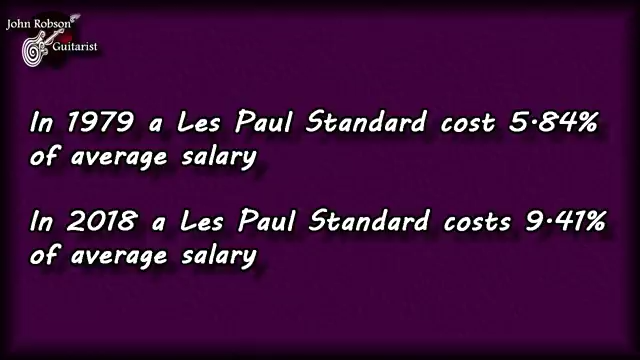 John Robson
Guitarist
In 1979 a Les Paul Standard cost 5·84%
of average salary
In 2018 a Les Paul Standard costs 9·41%
of average salary